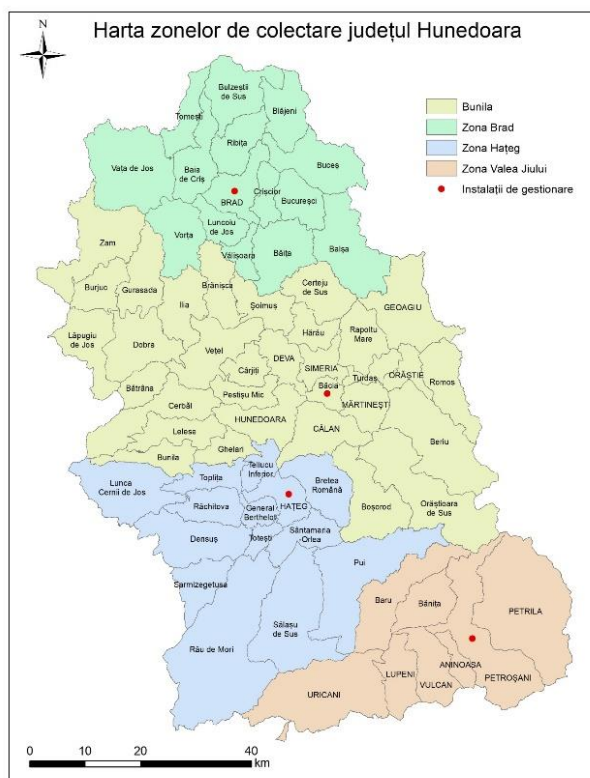 Harta zonelor de colectare județul Hunedoara
N
Bunila
Zona Brad
Zona Hațeg
Zona Valea Jiului
Instalații de gestionare
Bulzeștii
de Sus
Blăjeni
Tomești
Ribița
Vața de Jos
Baia
de Criș
Buceș
BRAD
Crișcior
București
Luncoiu
de Jos
Vorța
Vălișoara
Băița
Balșa
Zam
Brănișca
Certeju
de Sus
Burjuc
Gurasada
Ilia
Șoimuș
GEOAGIU
Lăpugiu
de Jos
Dobra
Hărău
Rapoltu
Mare
Vețel
DEVA
SIMERIA
ORĂȘTIE
Cârjiți
Turdaș
Romos
Bătrâna
Băcia
Pestișu Mic
MĂRTINEȘTI
Cerbăl
HUNEDOARA
CĂLAN
Lelese
Beriu
Ghelari
Bunila
Teliucu
Inferior
Lunca
Cernii de Jos
Toplița
Bretea
Română
Boșorod
Orăștioara
de Sus
Răchitova
General
Berthelot
HAȚEG
Sântamaria
Orlea
Densuș
Totești
Pui
Sarmizegetusa
Baru
Bănița
PETRILA
Sălașu
de Sus
Râu de Mori
ANINOASA
LUPENI
PETROȘANI
VULCAN
URICANI
0 10 20 40
km